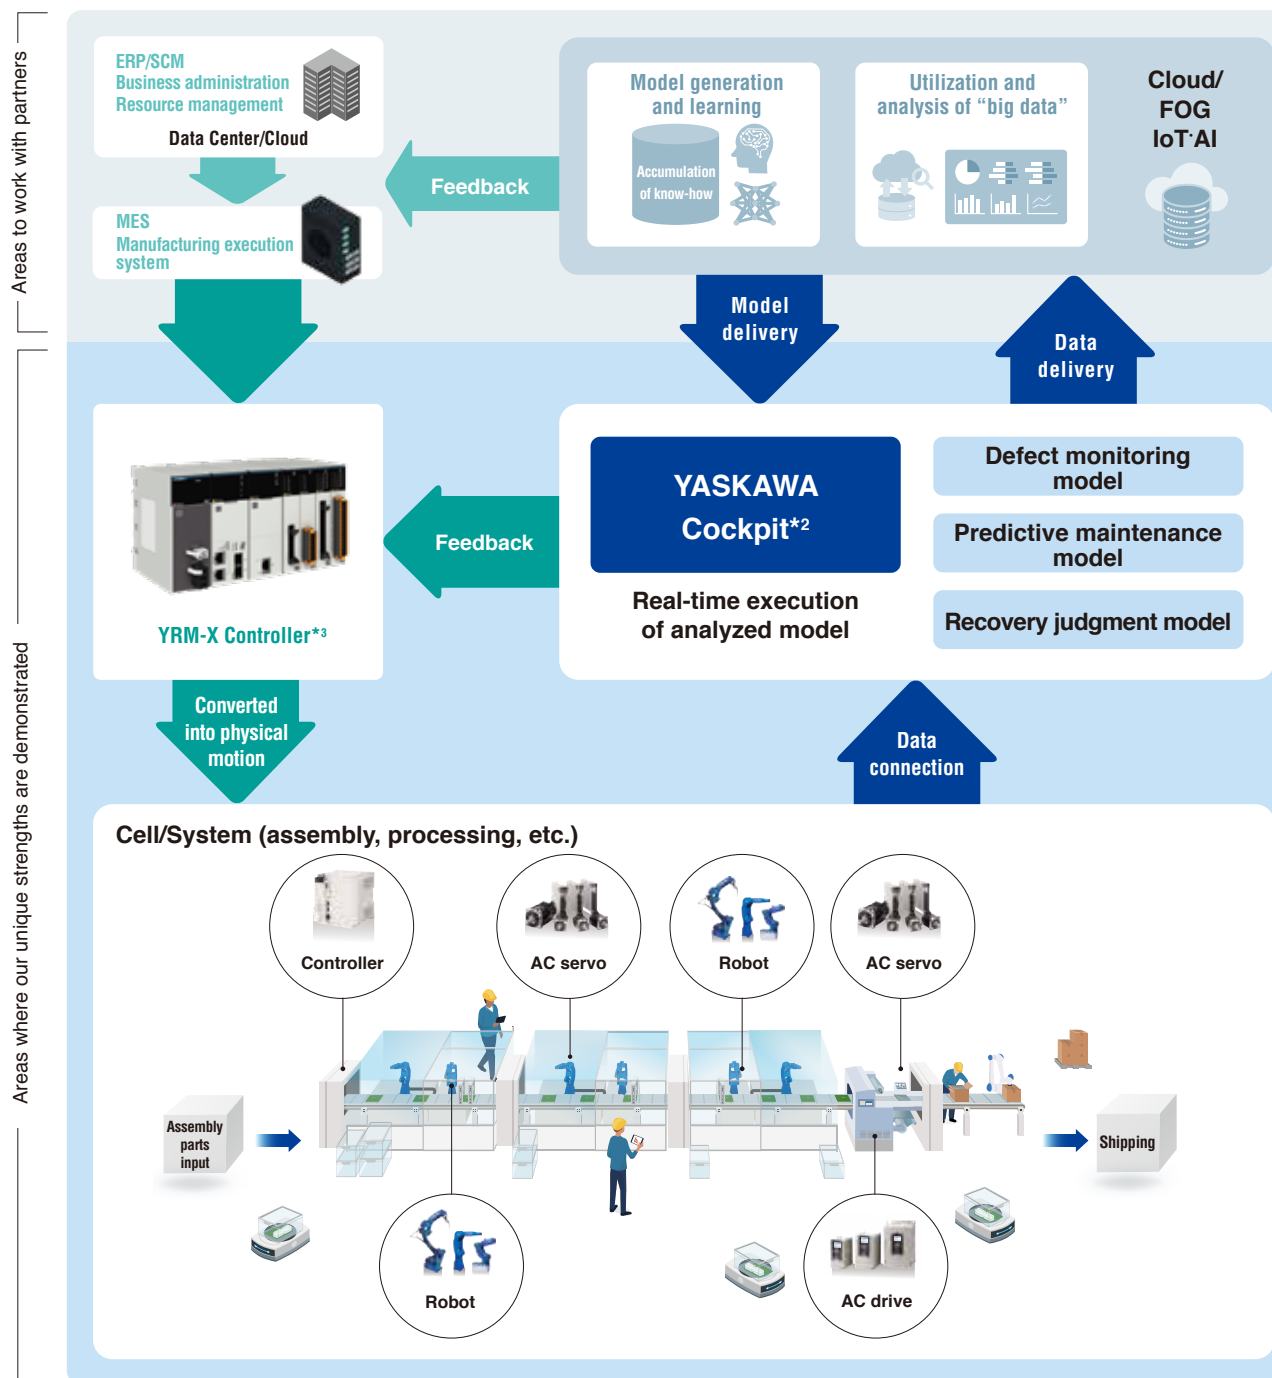 Areas to work with partners
ERP/SCM
Business administration
Resource management
Data Center/Cloud
MES
Manufacturing execution
system
Feedback
Model generation
and learning
Accumulation
of know-how
Utilization and
analysis of “big data”
Cloud/
FOG
IoT·AI
Model
delivery
Data
delivery
Areas where our unique strengths are demonstrated
YRM-X Controller*3
Feedback
YASKAWA
Cockpit*2
Real-time execution
of analyzed model
Defect monitoring
model
Predictive maintenance
model
Recovery judgment model
Converted
into physical
motion
Data
connection
Cell/System (assembly, processing, etc.)
Controller
AC servo
Robot
AC servo
Assembly
parts
input
Shipping
Robot
AC drive